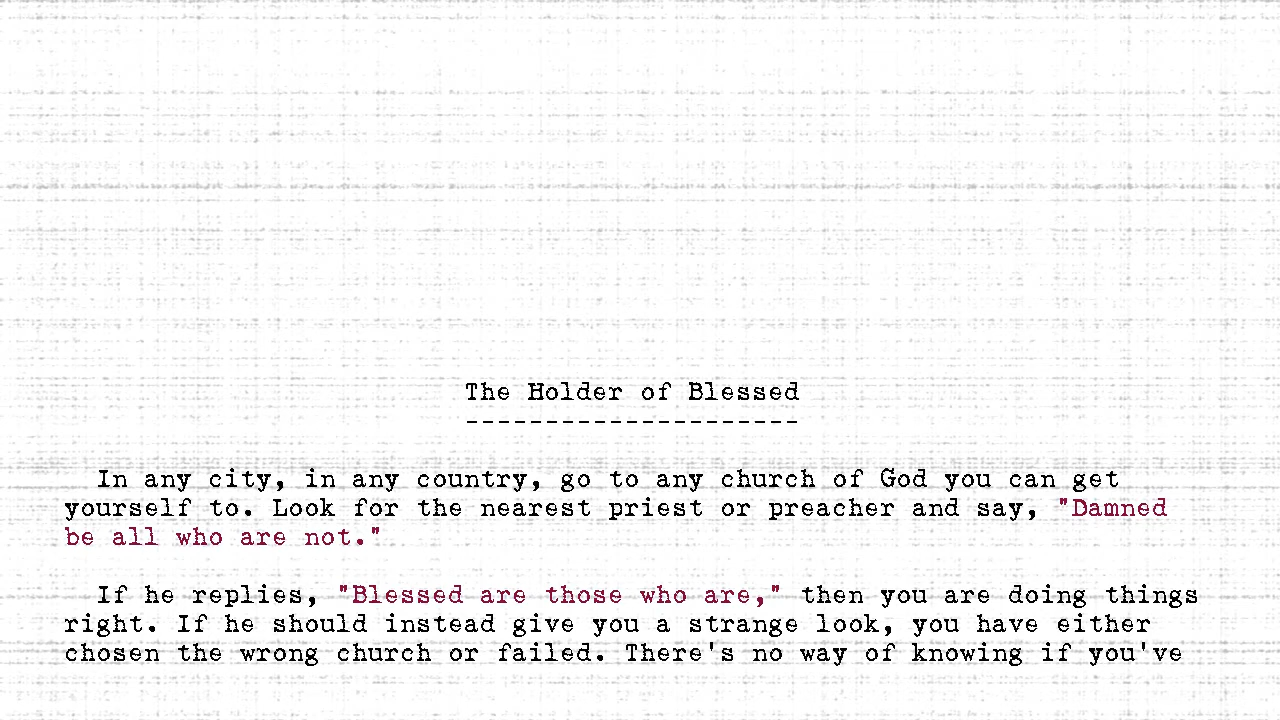 The Holder of Blessed
---------------------
In any city, in any country, go to any church of God you can get
yourself to. Look for the nearest priest or preacher and say, "Damned
be all who are not."
If he replies, "Blessed are those who are," then you are doing things
right. If he should instead give you a strange look, you have either
chosen the wrong church or failed. There's no way of knowing if you've